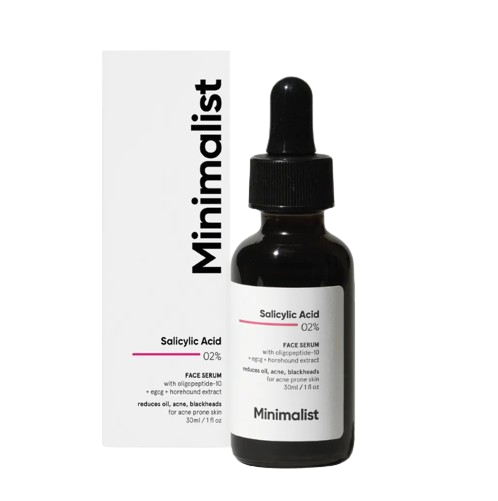 Minimalist
Salicylic Acid
02%
FACE SERUM
with oligopeptide-10
+ egcg + horehound extract
reduces oil, acne, blackheads
for acne prone skin
30ml / 1 fl oz
Salicylic Acid
02%
FACE SERUM
with oligopeptide-10
+ egcg + horehound extract
reduces oil, acne, blackheads
for acne prone skin
30ml / 1 fl oz
Minimalist